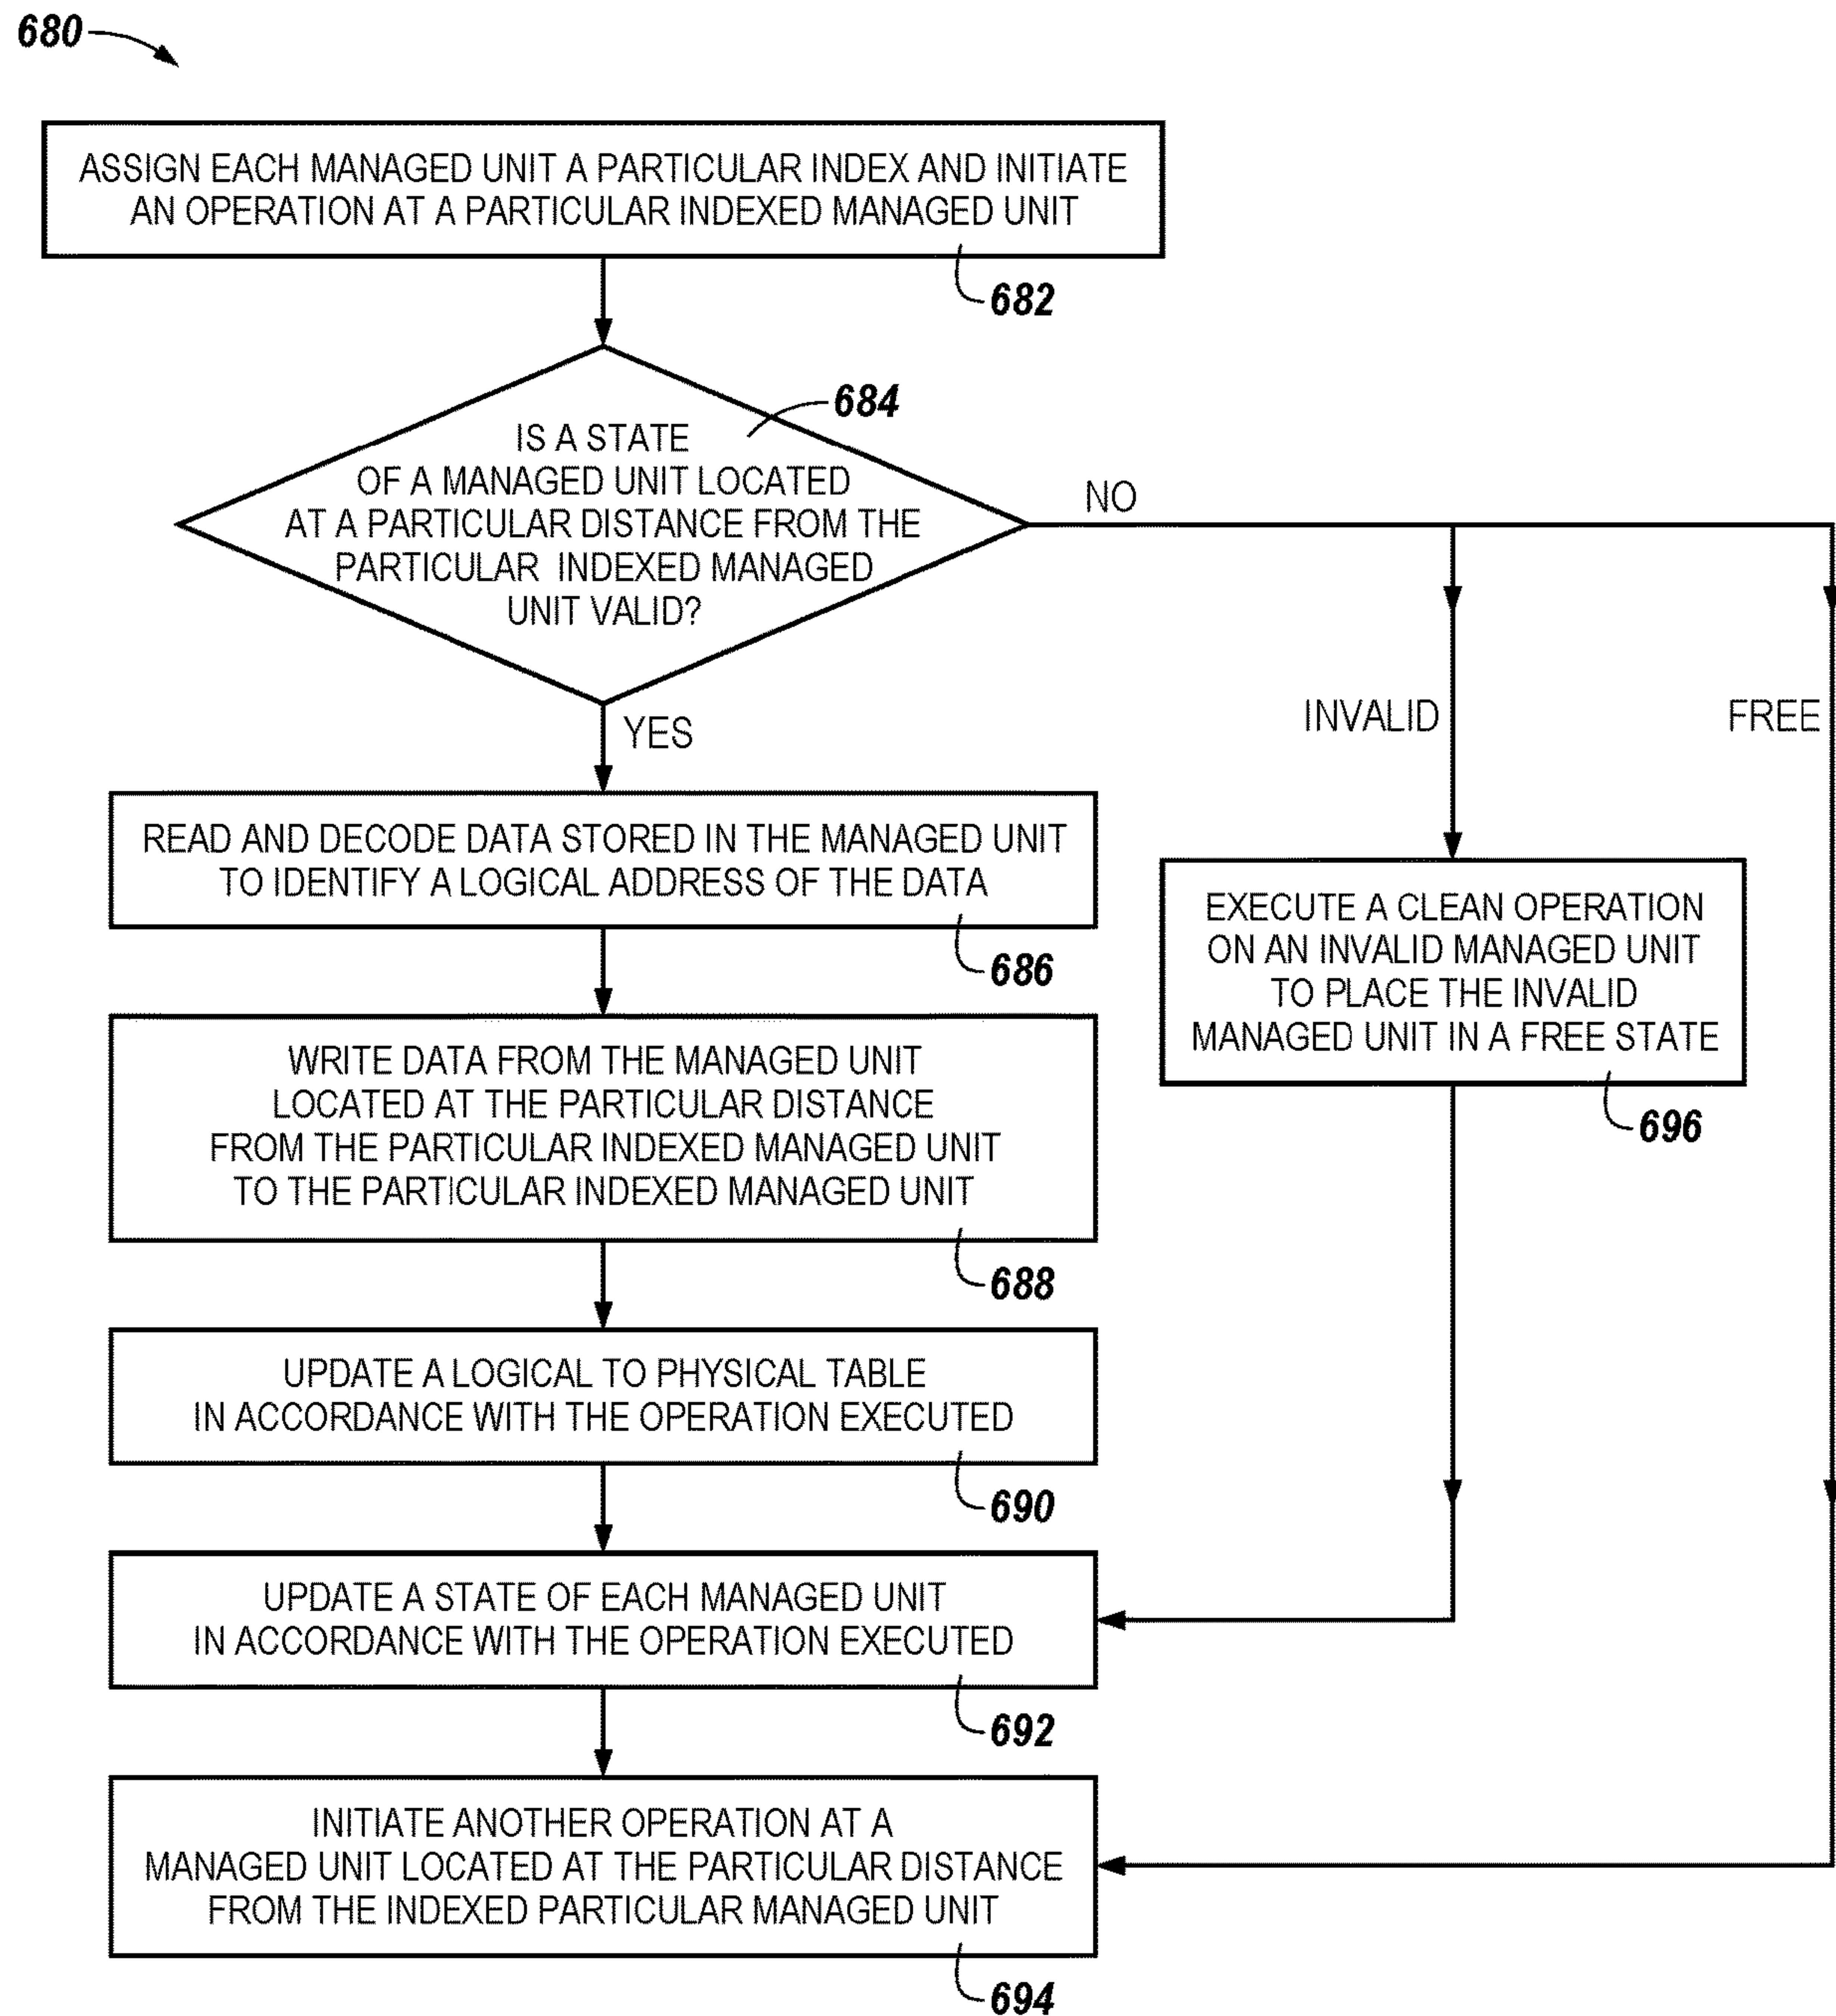 680
ASSIGN EACH MANAGED UNIT A PARTICULAR INDEX AND INITIATE
AN OPERATION AT A PARTICULAR INDEXED MANAGED UNIT
682
684
IS A STATE
OF A MANAGED UNIT LOCATED
AT A PARTICULAR DISTANCE FROM THE
PARTICULAR INDEXED MANAGED
UNIT VALID?
NO
YES
INVALID
FREE
READ AND DECODE DATA STORED IN THE MANAGED UNIT
TO IDENTIFY A LOGICAL ADDRESS OF THE DATA
686
EXECUTE A CLEAN OPERATION
ON AN INVALID MANAGED UNIT
TO PLACE THE INVALID
MANAGED UNIT IN A FREE STATE
696
WRITE DATA FROM THE MANAGED UNIT
LOCATED AT THE PARTICULAR DISTANCE
FROM THE PARTICULAR INDEXED MANAGED UNIT
TO THE PARTICULAR INDEXED MANAGED UNIT
688
UPDATE A LOGICAL TO PHYSICAL TABLE
IN ACCORDANCE WITH THE OPERATION EXECUTED
690
UPDATE A STATE OF EACH MANAGED UNIT
IN ACCORDANCE WITH THE OPERATION EXECUTED
692
INITIATE ANOTHER OPERATION AT A
MANAGED UNIT LOCATED AT THE PARTICULAR DISTANCE
FROM THE INDEXED PARTICULAR MANAGED UNIT
694